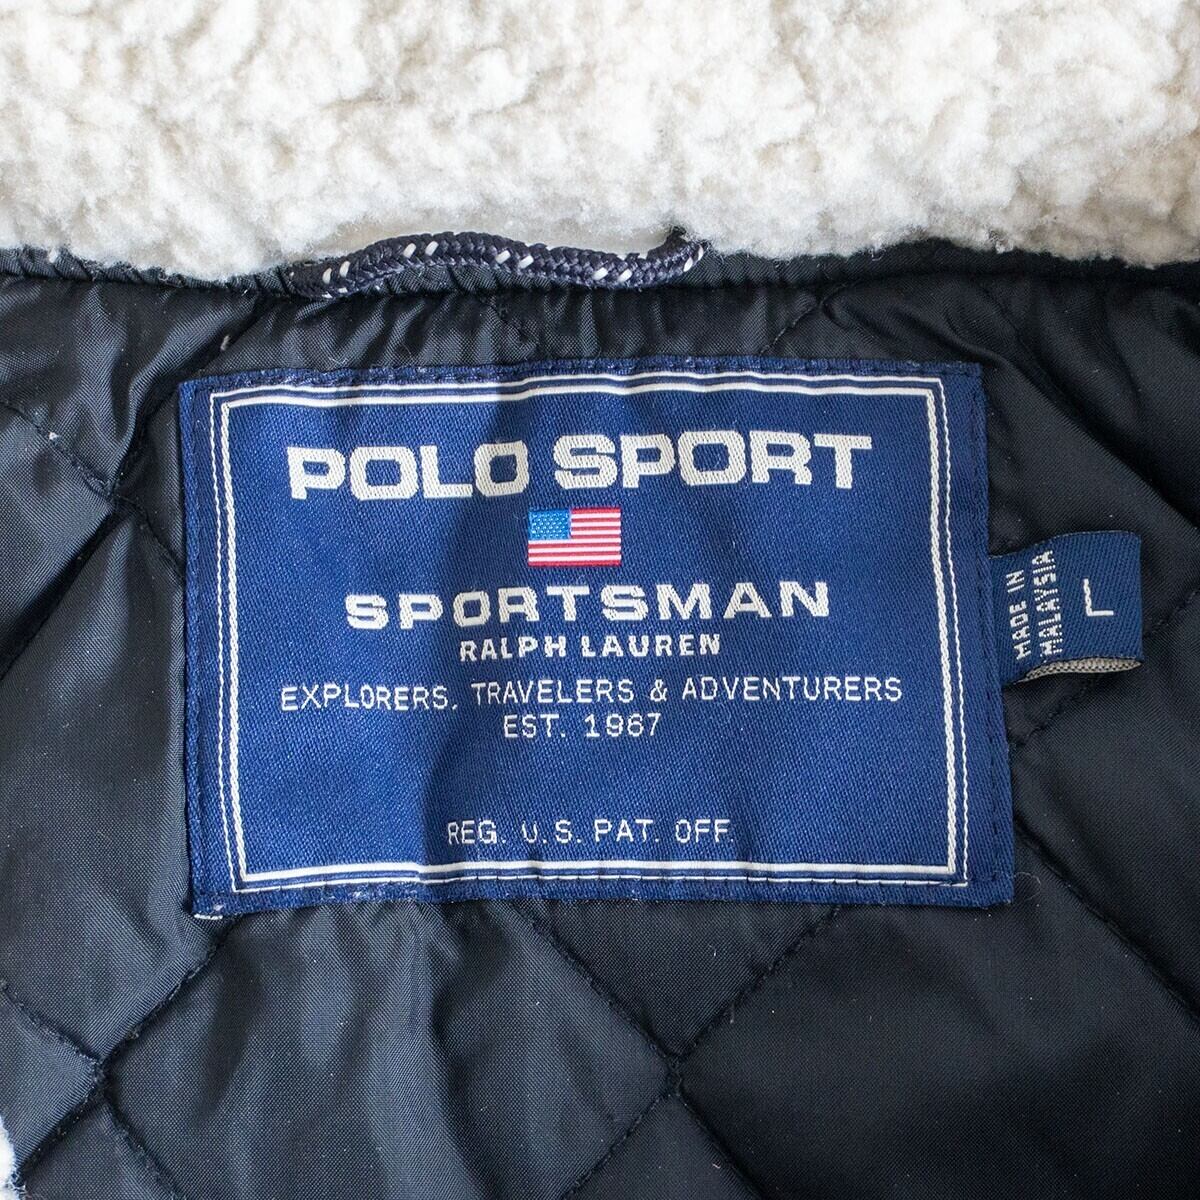 POLO SPORT
SPORTSMAN
RALPH LAUREN
EXPLORERS, TRAVELERS & ADVENTURERS
EST. 1967
REG. U.S. PAT. OFF.
MADE IN
MALAYSIA
L